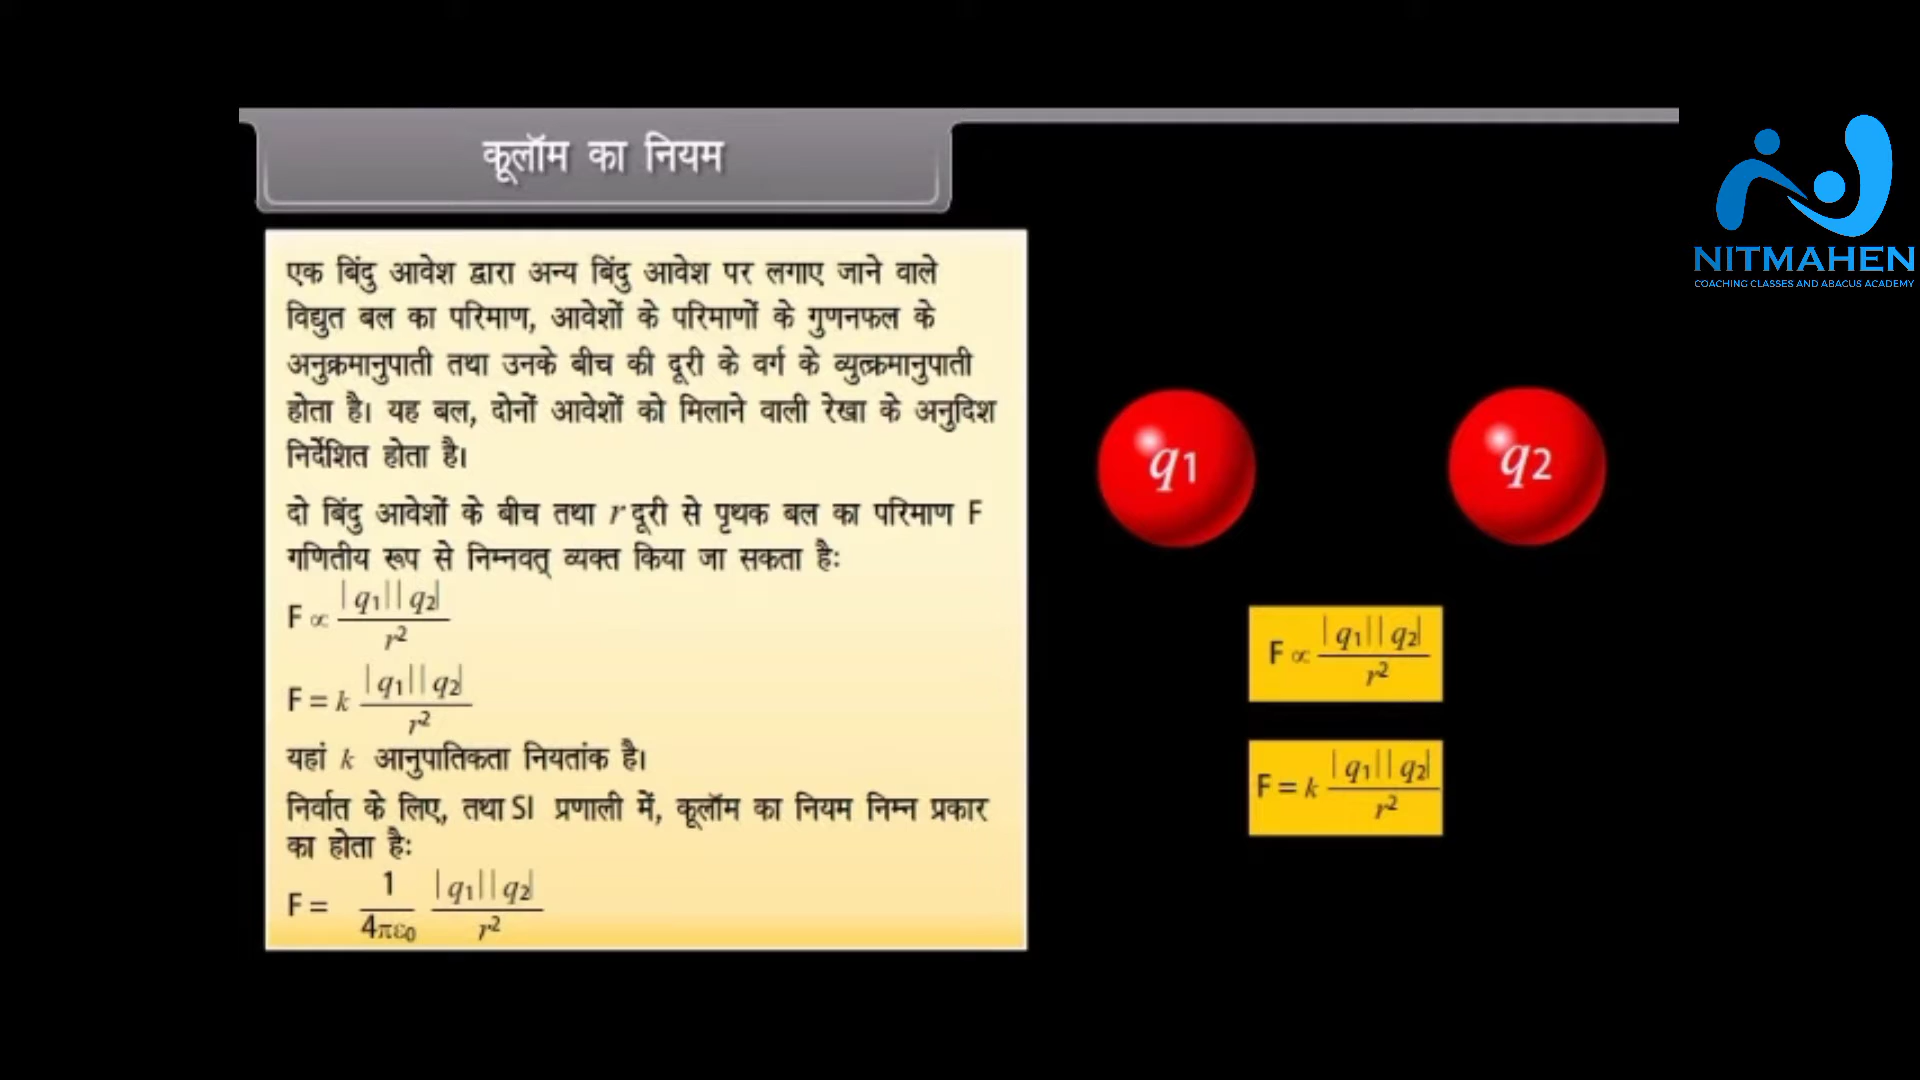 कूलॉम का नियम
NITMAHEN
COACHING CLASSES AND ABACUS ACADEMY
एक बिंदु आवेश द्वारा अन्य बिंदु आवेश पर लगाए जाने वाले
विद्युत बल का परिमाण, आवेशों के परिमाणों के गुणनफल के
अनुक्रमानुपाती तथा उनके बीच की दूरी के वर्ग के व्युत्क्रमानुपाती
होता है। यह बल, दोनों आवेशों को मिलाने वाली रेखा के अनुदिश
निर्देशित होता है।
दो बिंदु आवेशों के बीच तथा r दूरी से पृथक बल का परिमाण F
गणितीय रूप से निम्नवत् व्यक्त किया जा सकता है:
F ∝ |q1||q2| / r²
F = k |q1||q2| / r²
यहां k आनुपातिकता नियतांक है।
निर्वात के लिए, तथा SI प्रणाली में, कूलॉम का नियम निम्न प्रकार
का होता है:
F = 1 / 4πε0 |q1||q2| / r²
q1
q2
F ∝ |q1||q2| / r²
F = k |q1||q2| / r²